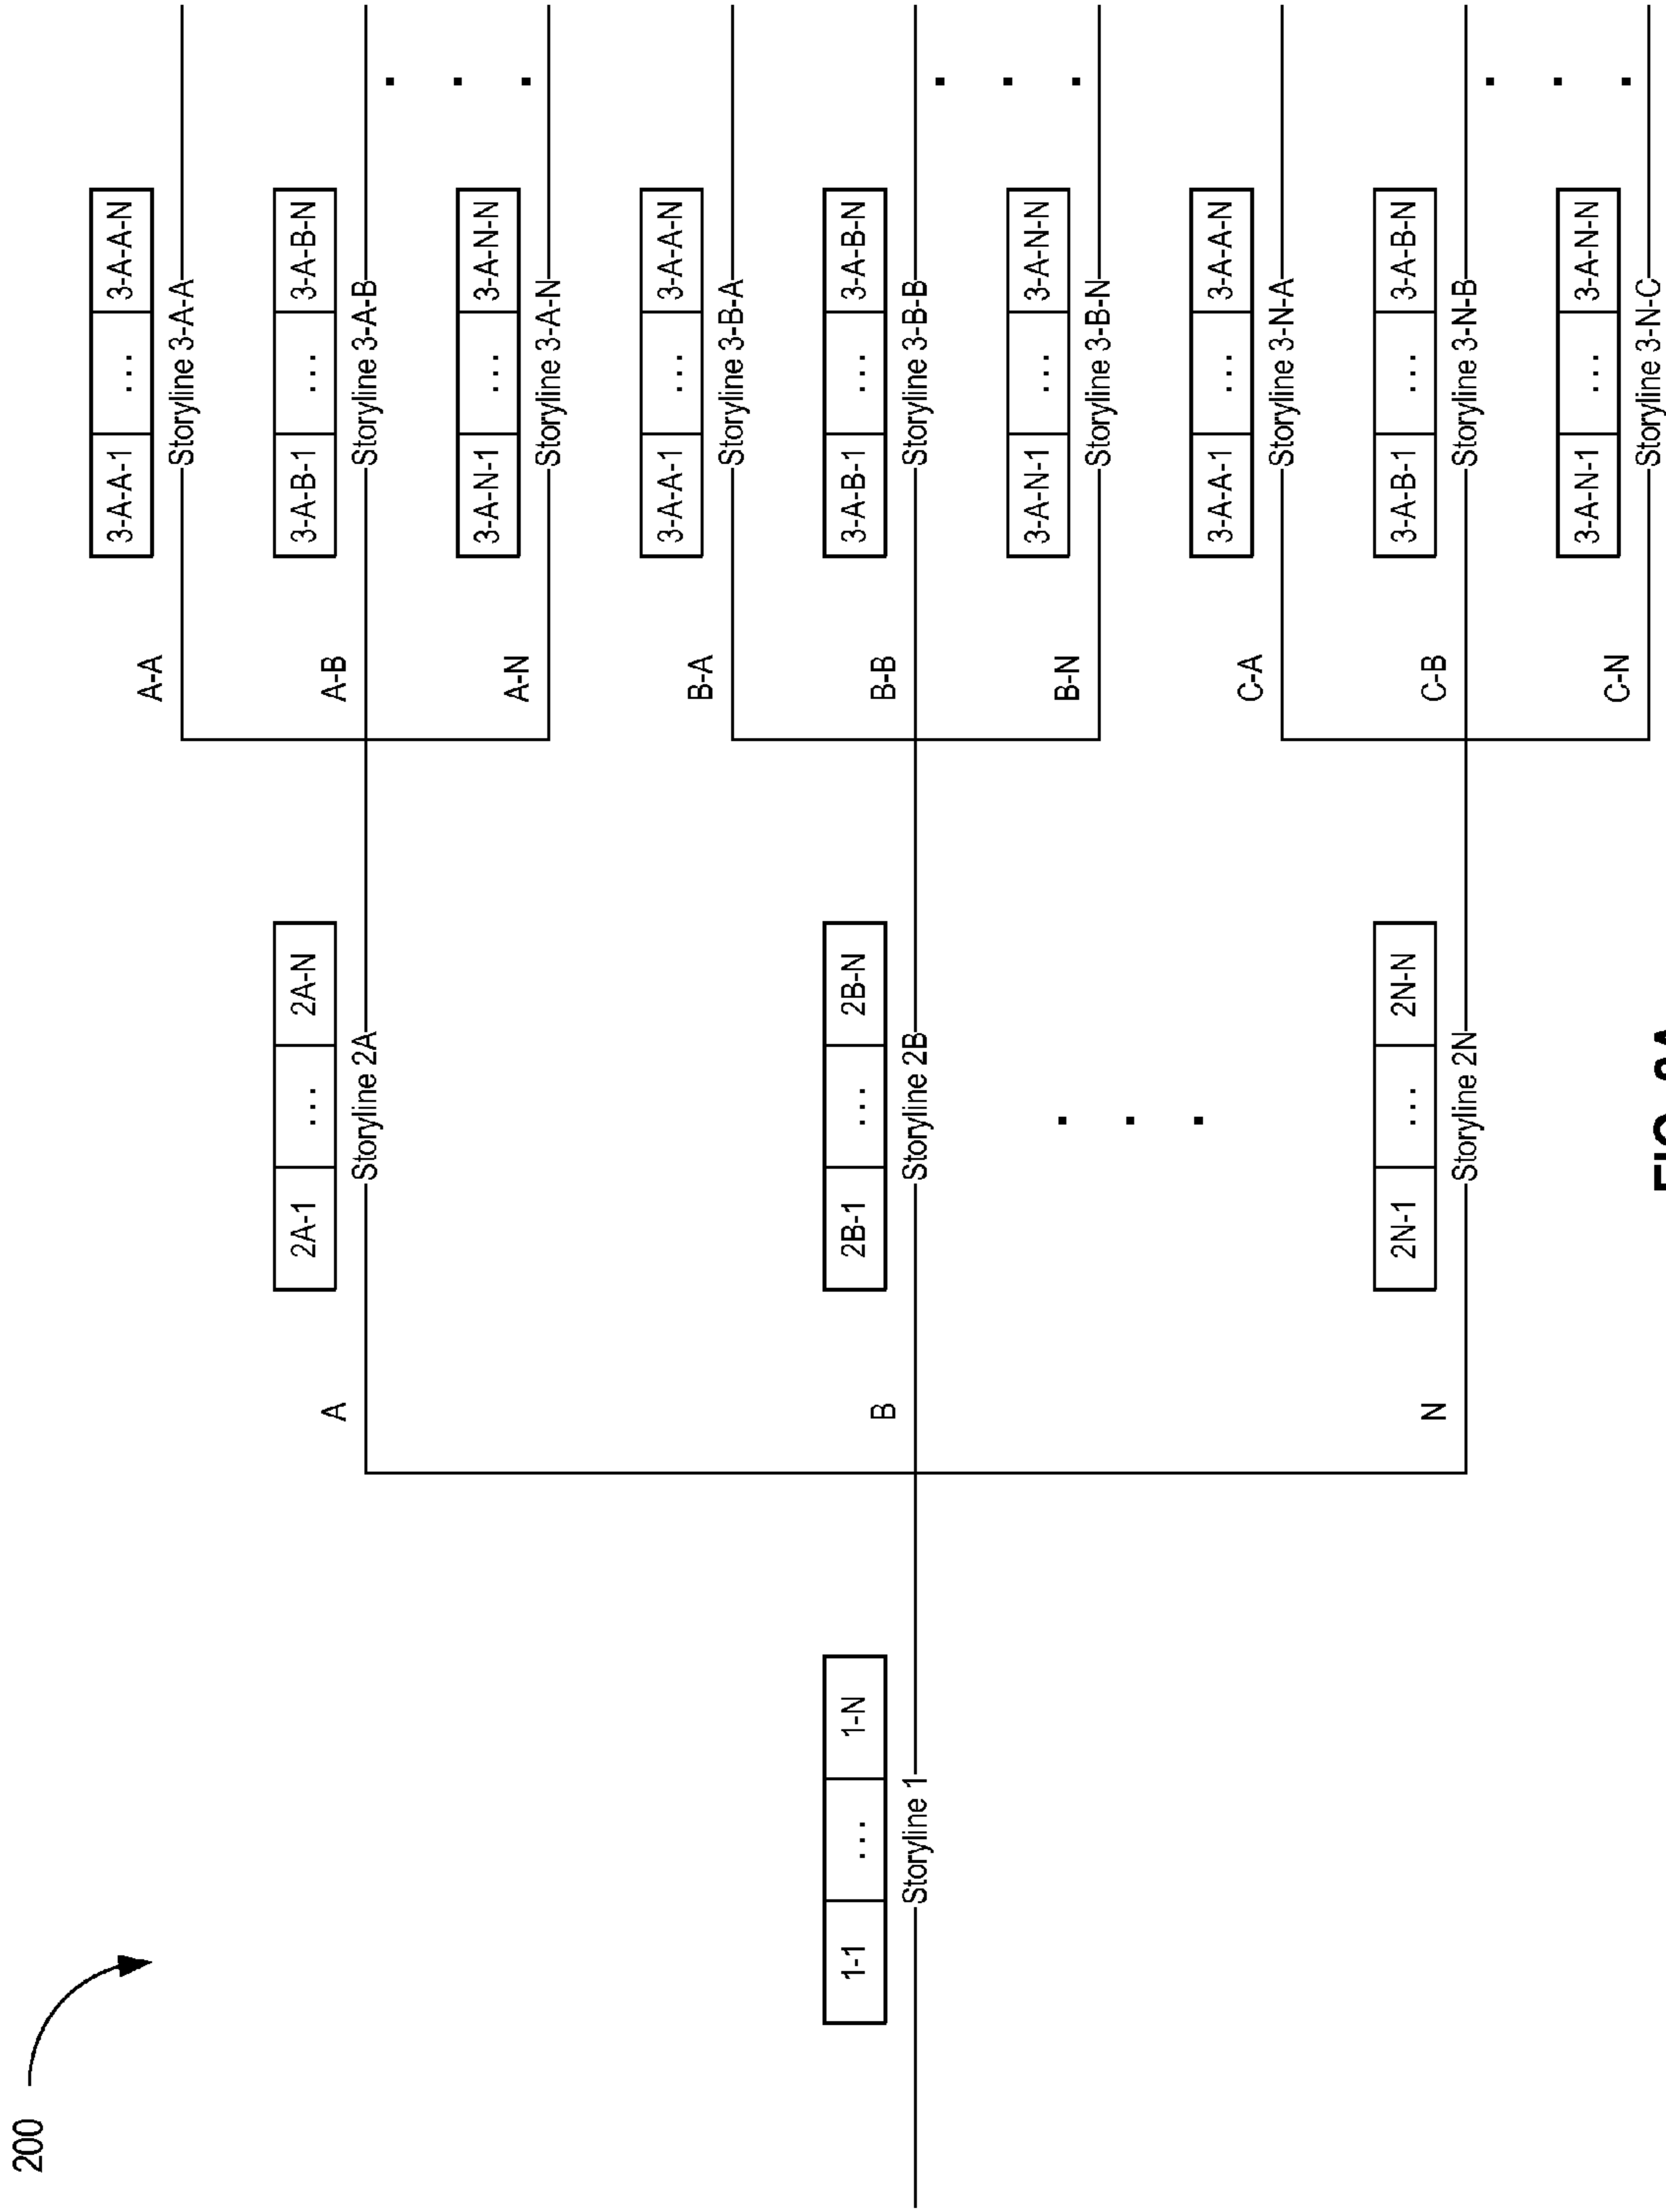 200
3-A-A-1 ... 3-A-A-N
A-A
Storyline 3-A-A
2A-1 ... 2A-N
3-A-B-1 ... 3-A-B-N
A
A-B
Storyline 2A
Storyline 3-A-B
3-A-N-1 ... 3-A-N-N
A-N
Storyline 3-A-N
3-A-A-1 ... 3-A-A-N
B-A
Storyline 3-B-A
1-1 ... 1-N
2B-1 ... 2B-N
3-A-B-1 ... 3-A-B-N
B
B-B
Storyline 1
Storyline 2B
Storyline 3-B-B
3-A-N-1 ... 3-A-N-N
B-N
Storyline 3-B-N
3-A-A-1 ... 3-A-A-N
C-A
Storyline 3-N-A
2N-1 ... 2N-N
3-A-B-1 ... 3-A-B-N
N
C-B
Storyline 2N
Storyline 3-N-B
3-A-N-1 ... 3-A-N-N
C-N
Storyline 3-N-C
FIG